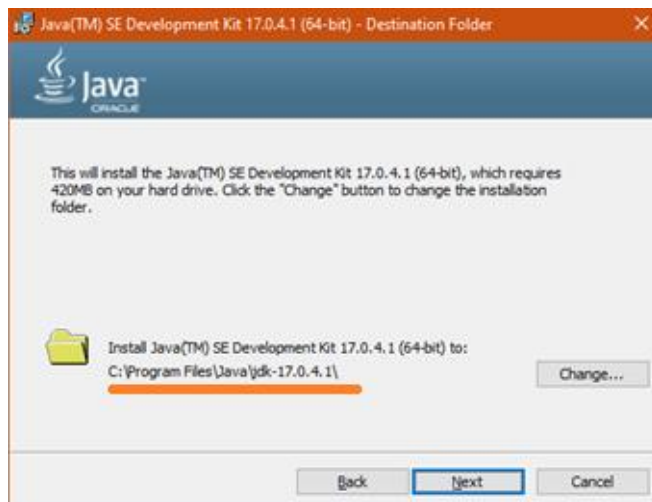 Java(TM) SE Development Kit 17.0.4.1 (64-bit) - Destination Folder
Java
ORACLE
This will install the Java(TM) SE Development Kit 17.0.4.1 (64-bit), which requires
420MB on your hard drive. Click the "Change" button to change the installation
folder.
Install Java(TM) SE Development Kit 17.0.4.1 (64-bit) to:
C:\Program Files\Java\jdk-17.0.4.1\
Change...
Back Next Cancel